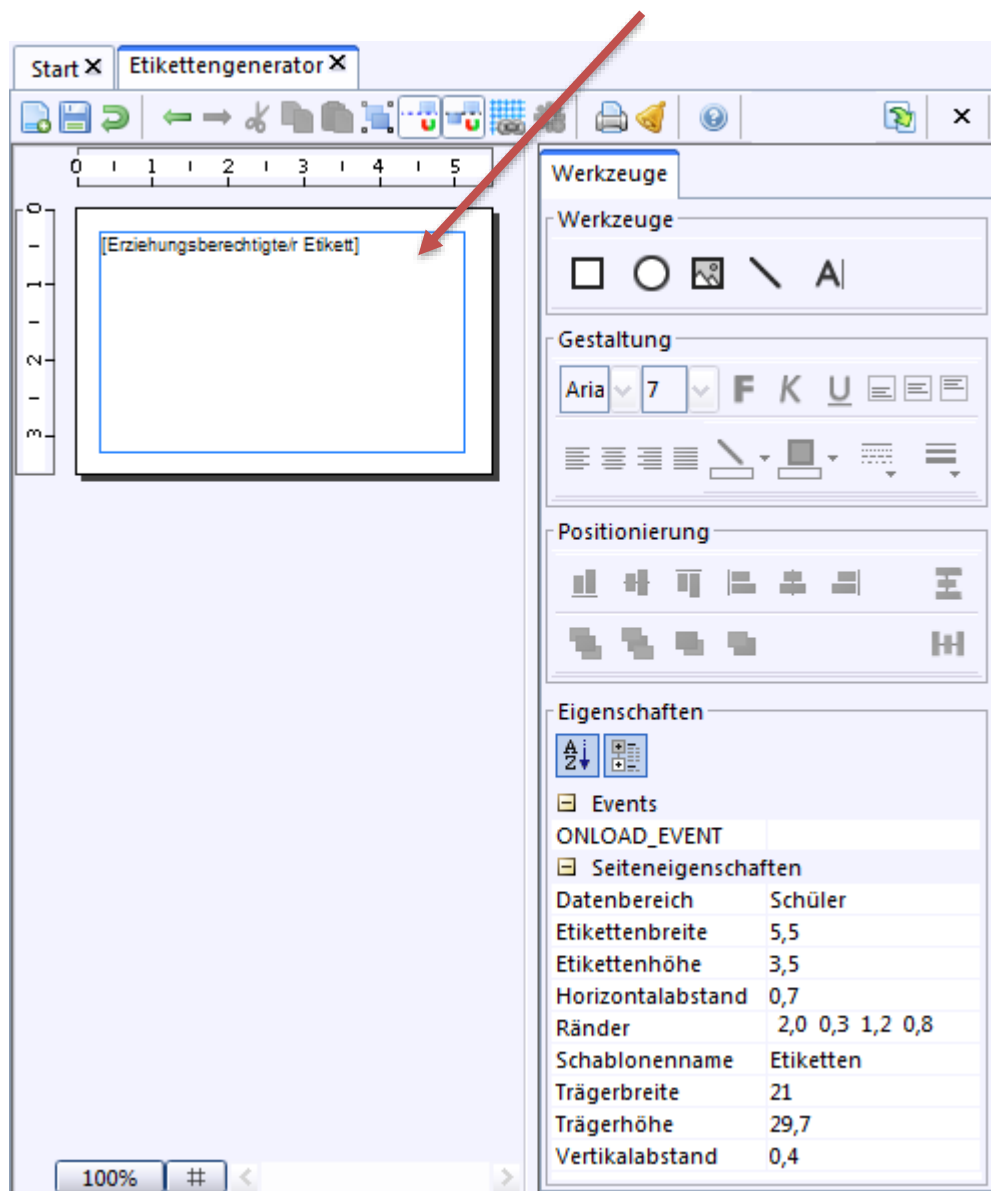 Start Etikettengenerator
0 1 2 3 4 5
Werkzeuge
Werkzeuge
0
[Erziehungsberechtigte/r Etikett]
A
1
Gestaltung
2
Aria 7 F K U
3
Positionierung
Eigenschaften
A Z
Events
ONLOAD_EVENT
Seiteneigenschaften
Datenbereich Schüler
Etikettenbreite 5,5
Etikettenhöhe 3,5
Horizontalabstand 0,7
Ränder 2,0 0,3 1,2 0,8
Schablonenname Etiketten
Trägerbreite 21
Trägerhöhe 29,7
Vertikalabstand 0,4
100% #